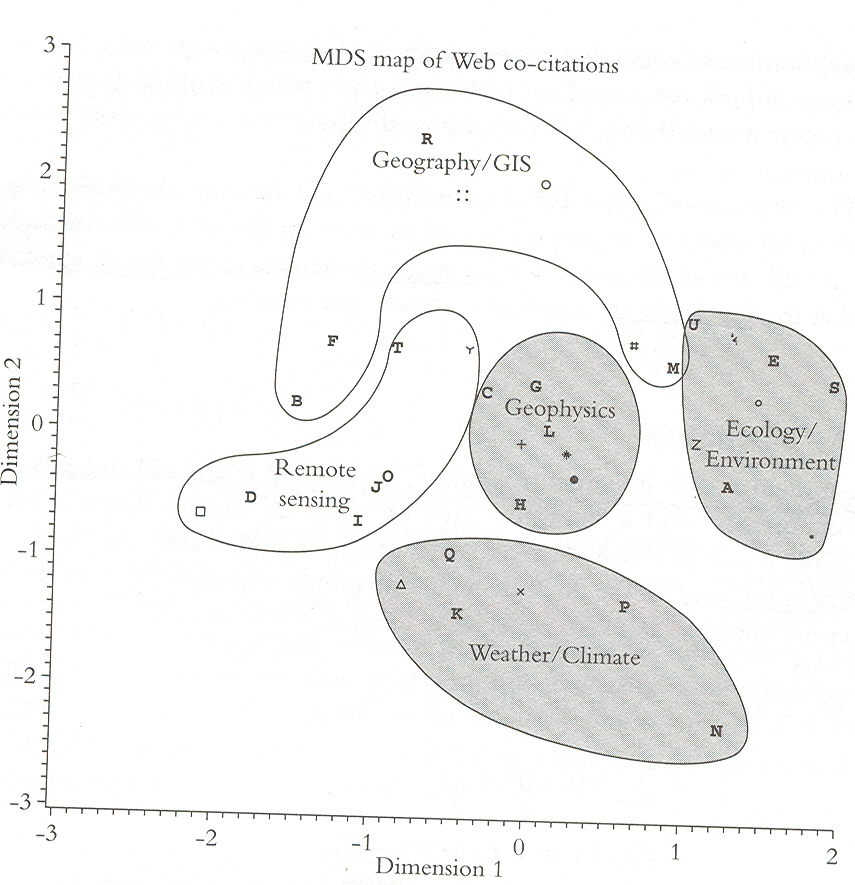 MDS map of Web co-citations
3
2
1
0
-1
-2
-3
Dimension 2
R
Geography/GIS
::
F
T
Y
#
M
B
U
E
S
C
G
Geophysics
L
+
*
H
Z
Ecology/
Environment
A
Remote
sensing
D
J
O
I
Q
K
×
P
Weather/Climate
N
-3
-2
-1
0
1
2
Dimension 1